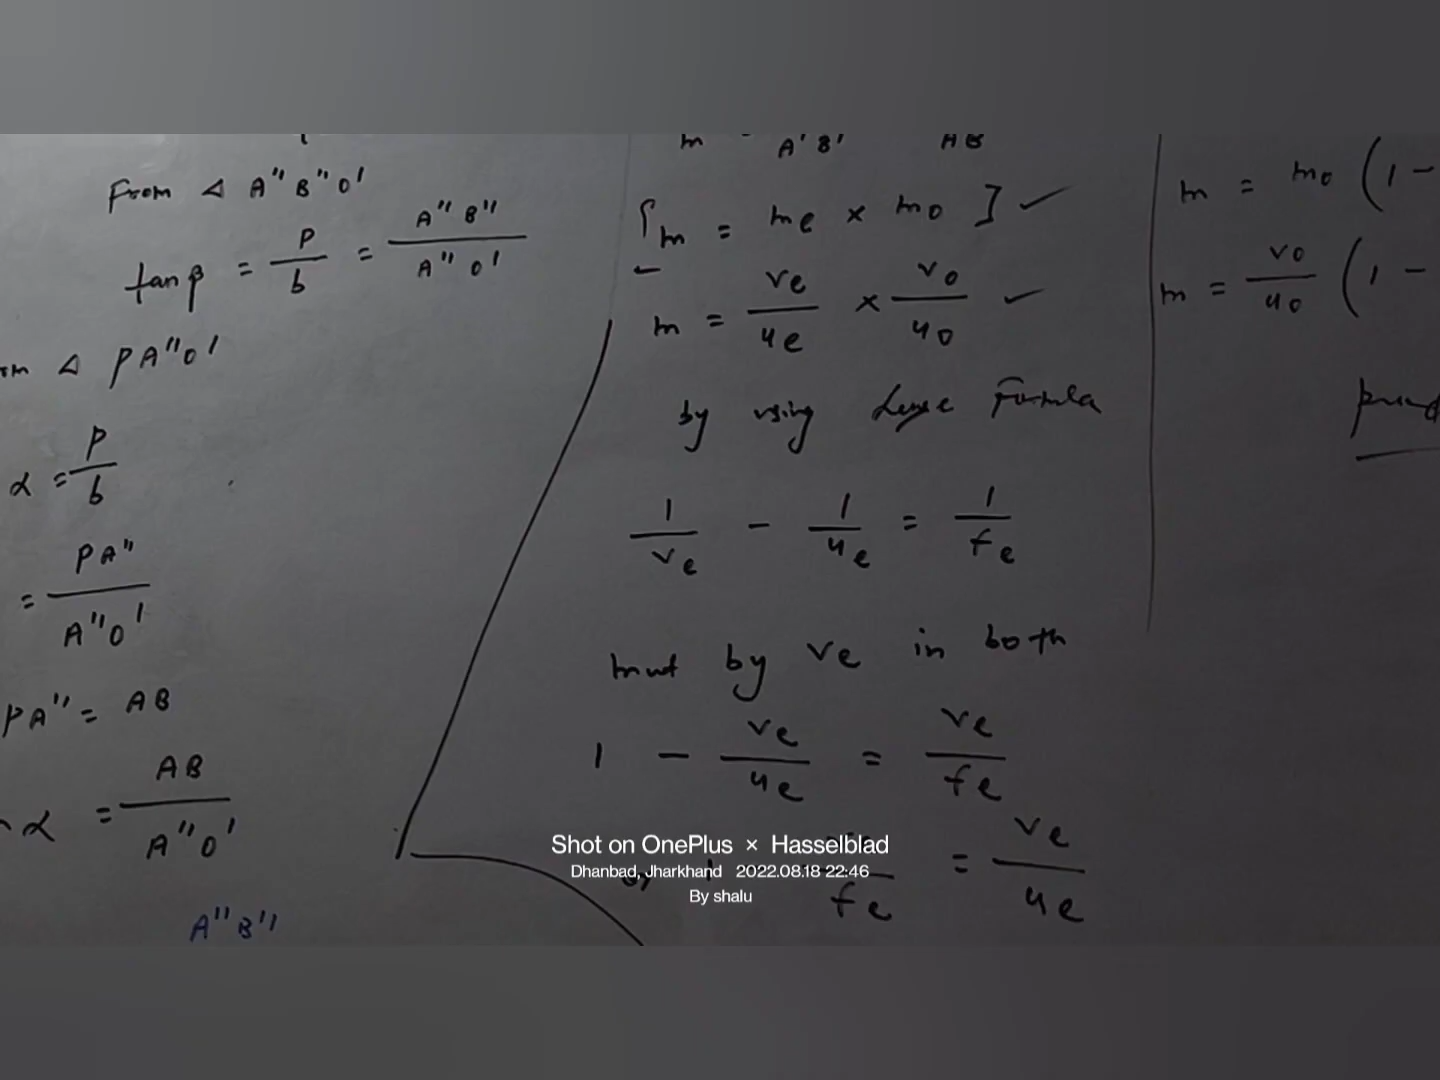 From Δ A" B" O'
tan β = P/b = A" B"/A" O'
Δ PA"O'
α = P/b
= PA"/A"O'
PA" = AB
α = AB/A"O'
A"B"
m A'B' AB
[m = me × mo] ✓
m = ve/ue × vo/uo ✓
by using Formula
1/ve - 1/ue = 1/fe
by ve in both
1 - ve/ue = ve/fe
fe = ve/ue
m = mo (1 -
m = vo/uo (1 -
Shot on OnePlus × Hasselblad
Dhanbad, Jharkhand 2022.08.18 22:46
By shalu